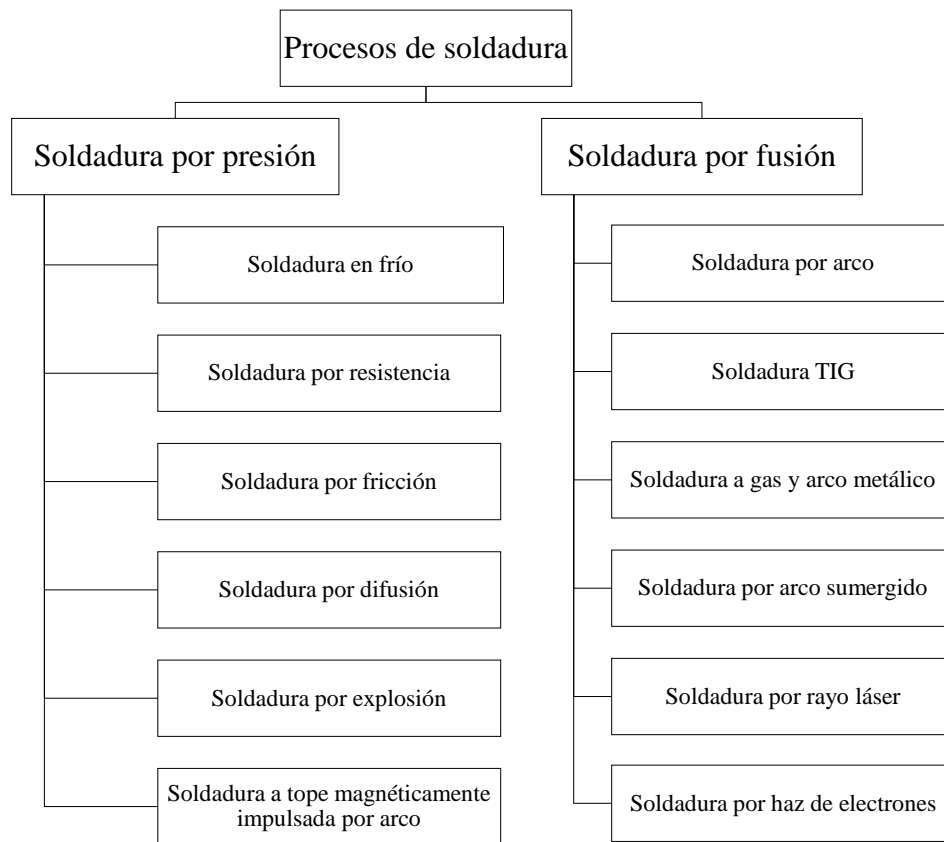 Procesos de soldadura
Soldadura por presión
Soldadura en frío
Soldadura por resistencia
Soldadura por fricción
Soldadura por difusión
Soldadura por explosión
Soldadura a tope magnéticamente
impulsada por arco
Soldadura por fusión
Soldadura por arco
Soldadura TIG
Soldadura a gas y arco metálico
Soldadura por arco sumergido
Soldadura por rayo láser
Soldadura por haz de electrones